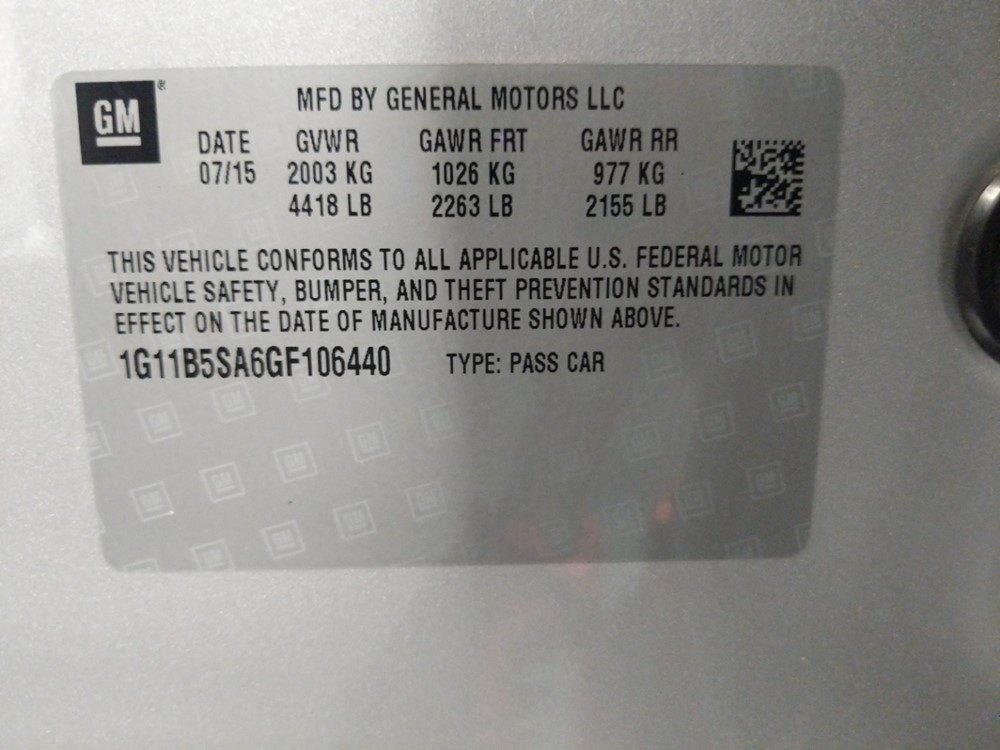 GM®
MFD BY GENERAL MOTORS LLC
DATE GVWR GAWR FRT GAWR RR
07/15 2003 KG 1026 KG 977 KG
4418 LB 2263 LB 2155 LB
THIS VEHICLE CONFORMS TO ALL APPLICABLE U.S. FEDERAL MOTOR
VEHICLE SAFETY, BUMPER, AND THEFT PREVENTION STANDARDS IN
EFFECT ON THE DATE OF MANUFACTURE SHOWN ABOVE.
1G11B5SA6GF106440 TYPE: PASS CAR